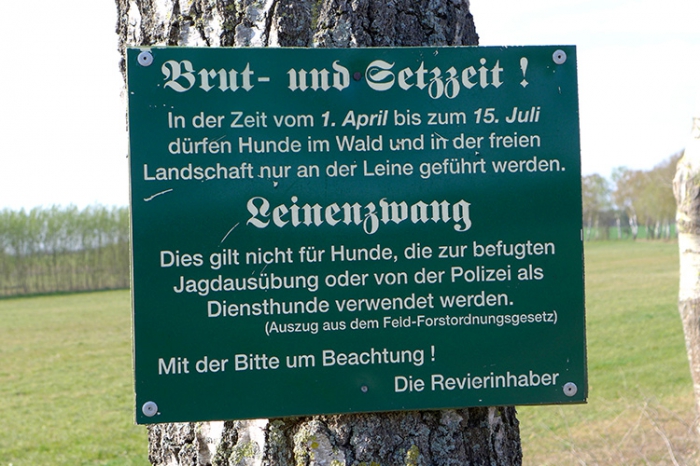 Brut- und Setzzeit !
In der Zeit vom 1. April bis zum 15. Juli
dürfen Hunde im Wald und in der freien
Landschaft nur an der Leine geführt werden.
Leinenzwang
Dies gilt nicht für Hunde, die zur befugten
Jagdausübung oder von der Polizei als
Diensthunde verwendet werden.
(Auszug aus dem Feld-Forstordnungsgesetz)
Mit der Bitte um Beachtung !
Die Revierinhaber